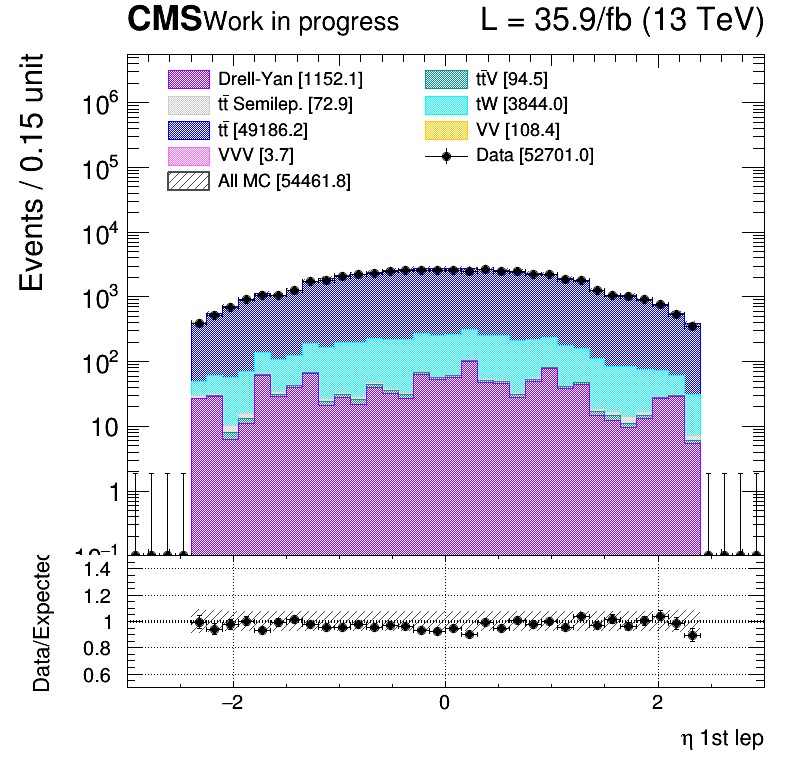 CMS Work in progress L = 35.9/fb (13 TeV)
Events / 0.15 unit
Drell-Yan [1152.1] tt̄V [94.5]
tt̄ Semilep. [72.9] tW [3844.0]
tt̄ [49186.2] VV [108.4]
VVV [3.7] Data [52701.0]
All MC [54461.8]
10⁶
10⁵
10⁴
10³
10²
10
1
10⁻¹
Data/Expected
1.4
1.2
1
0.8
0.6
−2 0 2
η 1st lep